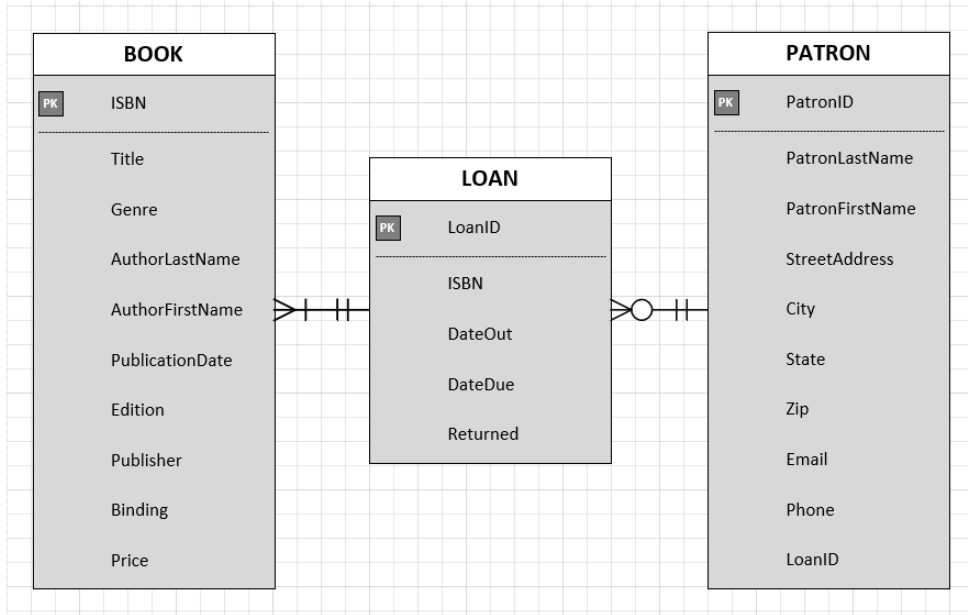 BOOK
PK ISBN
Title
Genre
AuthorLastName
AuthorFirstName
PublicationDate
Edition
Publisher
Binding
Price
LOAN
PK LoanID
ISBN
DateOut
DateDue
Returned
PATRON
PK PatronID
PatronLastName
PatronFirstName
StreetAddress
City
State
Zip
Email
Phone
LoanID